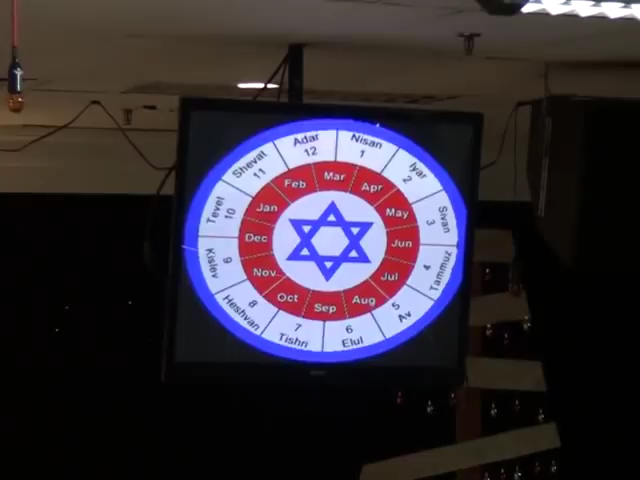 Nisan
1
Iyar
2
Sivan
3
Tammuz
4
Av
5
Elul
6
Tishri
7
Heshvan
8
Kislev
9
Tevet
10
Shevat
11
Adar
12
Mar
Apr
May
Jun
Jul
Aug
Sep
Oct
Nov
Dec
Jan
Feb